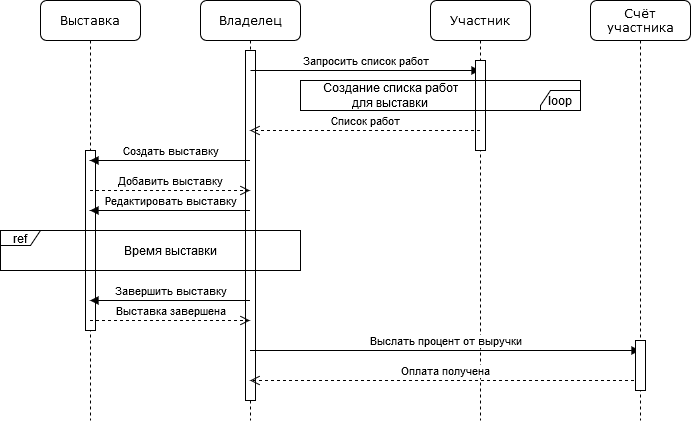 Выставка
Владелец
Участник
Счёт
участника
Запросить список работ
Создание списка работ
для выставки
loop
Список работ
Создать выставку
Добавить выставку
Редактировать выставку
ref
Время выставки
Завершить выставку
Выставка завершена
Выслать процент от выручки
Оплата получена